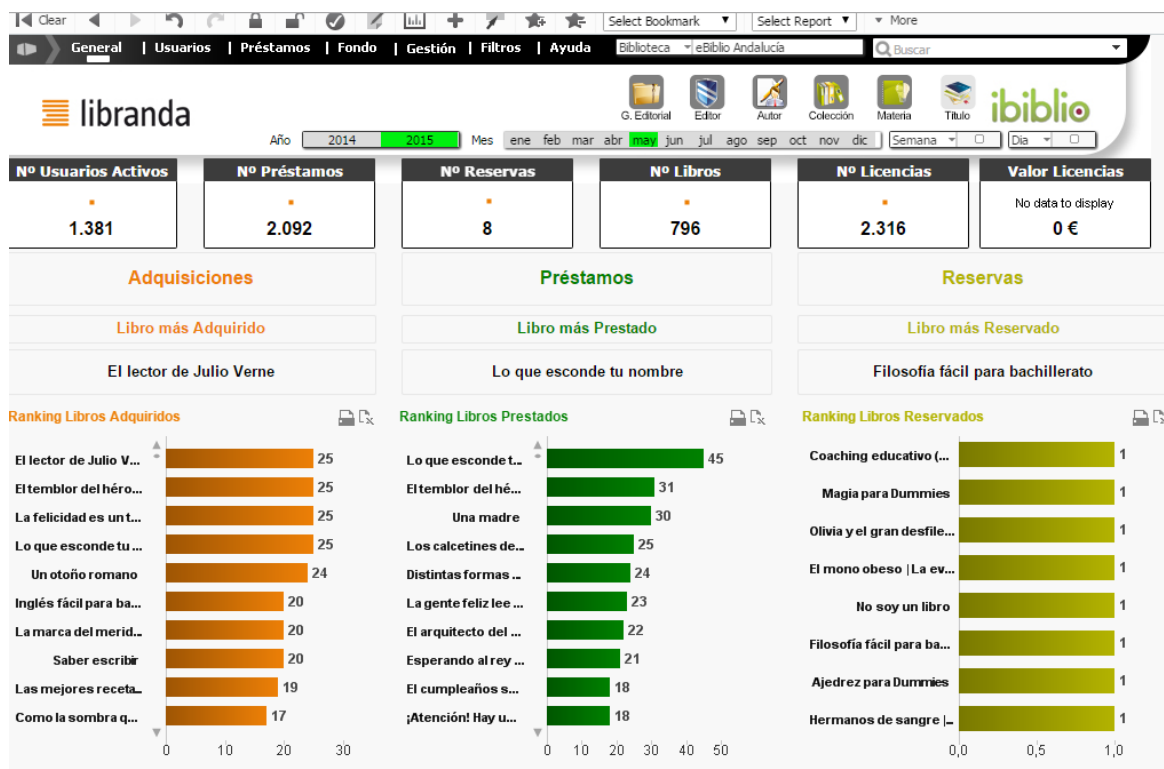 Clear Select Bookmark Select Report More
General | Usuarios | Préstamos | Fondo | Gestión | Filtros | Ayuda Biblioteca eBiblio Andalucía Buscar
libranda
G. Editorial Editor Autor Colección Materia Título
ibiblio
Año 2014 2015 Mes ene feb mar abr may jun jul ago sep oct nov dic Semana Dia
Nº Usuarios Activos Nº Préstamos Nº Reservas Nº Libros Nº Licencias Valor Licencias
No data to display
1.381 2.092 8 796 2.316 0 €
Adquisiciones Préstamos Reservas
Libro más Adquirido Libro más Prestado Libro más Reservado
El lector de Julio Verne Lo que esconde tu nombre Filosofía fácil para bachillerato
Ranking Libros Adquiridos
El lector de Julio V... 25
El temblor del héro... 25
La felicidad es un t... 25
Lo que esconde tu ... 25
Un otoño romano 24
Inglés fácil para ba... 20
La marca del merid... 20
Saber escribir 20
Las mejores receta... 19
Como la sombra q... 17
0 10 20 30
Ranking Libros Prestados
Lo que esconde t... 45
El temblor del hé... 31
Una madre 30
Los calcetines de... 25
Distintas formas ... 24
La gente feliz lee ... 23
El arquitecto del ... 22
Esperando al rey ... 21
El cumpleaños s... 18
¡Atención! Hay u... 18
0 10 20 30 40 50
Ranking Libros Reservados
Coaching educativo (... 1
Magia para Dummies 1
Olivia y el gran desfile... 1
El mono obeso | La ev... 1
No soy un libro 1
Filosofía fácil para ba... 1
Ajedrez para Dummies 1
Hermanos de sangre |... 1
0,0 0,5 1,0